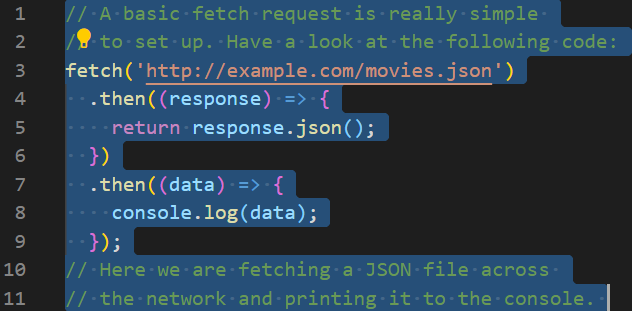 1 // A basic fetch request is really simple
2 // to set up. Have a look at the following code:
3 fetch('http://example.com/movies.json')
4   .then((response) => {
5     return response.json();
6   })
7   .then((data) => {
8     console.log(data);
9   });
10 // Here we are fetching a JSON file across
11 // the network and printing it to the console.